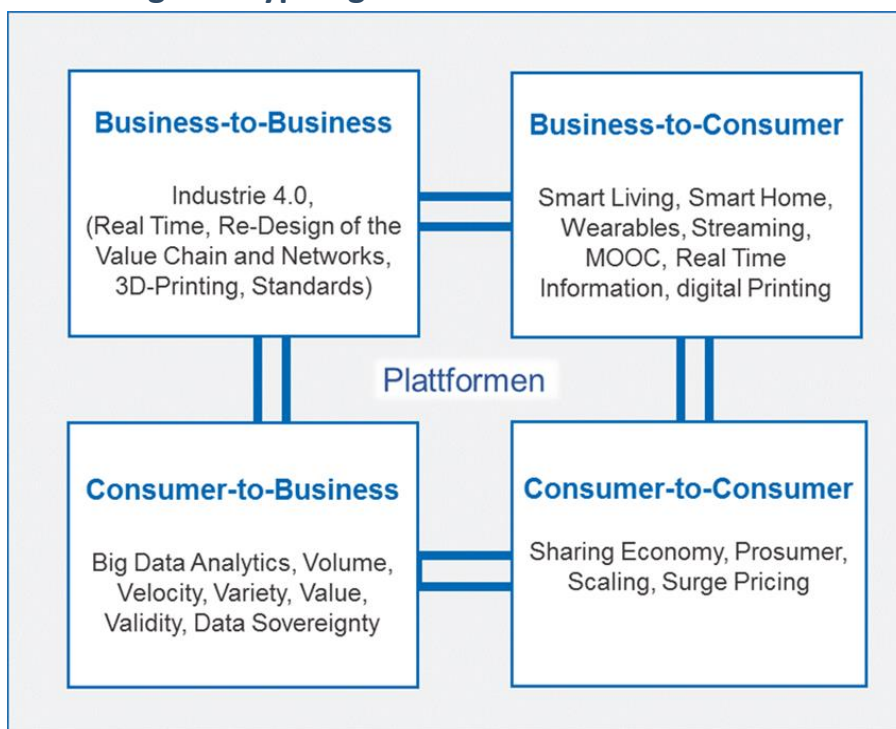 Business-to-Business
Industrie 4.0,
(Real Time, Re-Design of the
Value Chain and Networks,
3D-Printing, Standards)
Business-to-Consumer
Smart Living, Smart Home,
Wearables, Streaming,
MOOC, Real Time
Information, digital Printing
Plattformen
Consumer-to-Business
Big Data Analytics, Volume,
Velocity, Variety, Value,
Validity, Data Sovereignty
Consumer-to-Consumer
Sharing Economy, Prosumer,
Scaling, Surge Pricing